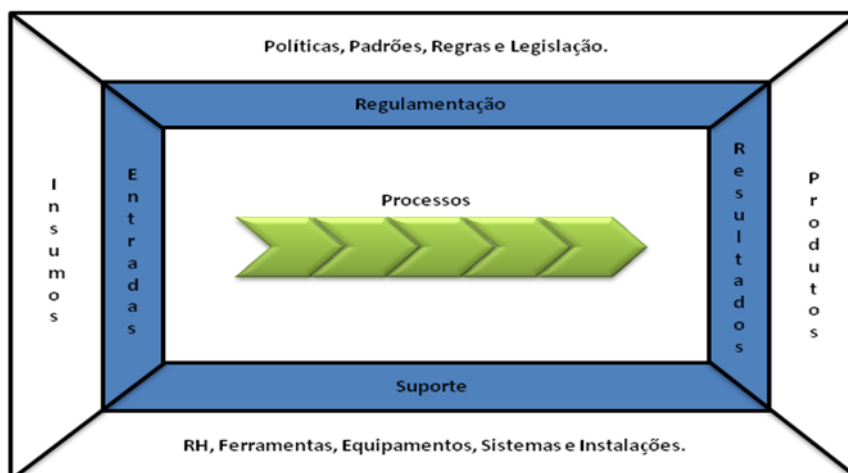 Políticas, Padrões, Regras e Legislação.
Regulamentação
Insumos
Entradas
Processos
Resultados
Produtos
Suporte
RH, Ferramentas, Equipamentos, Sistemas e Instalações.